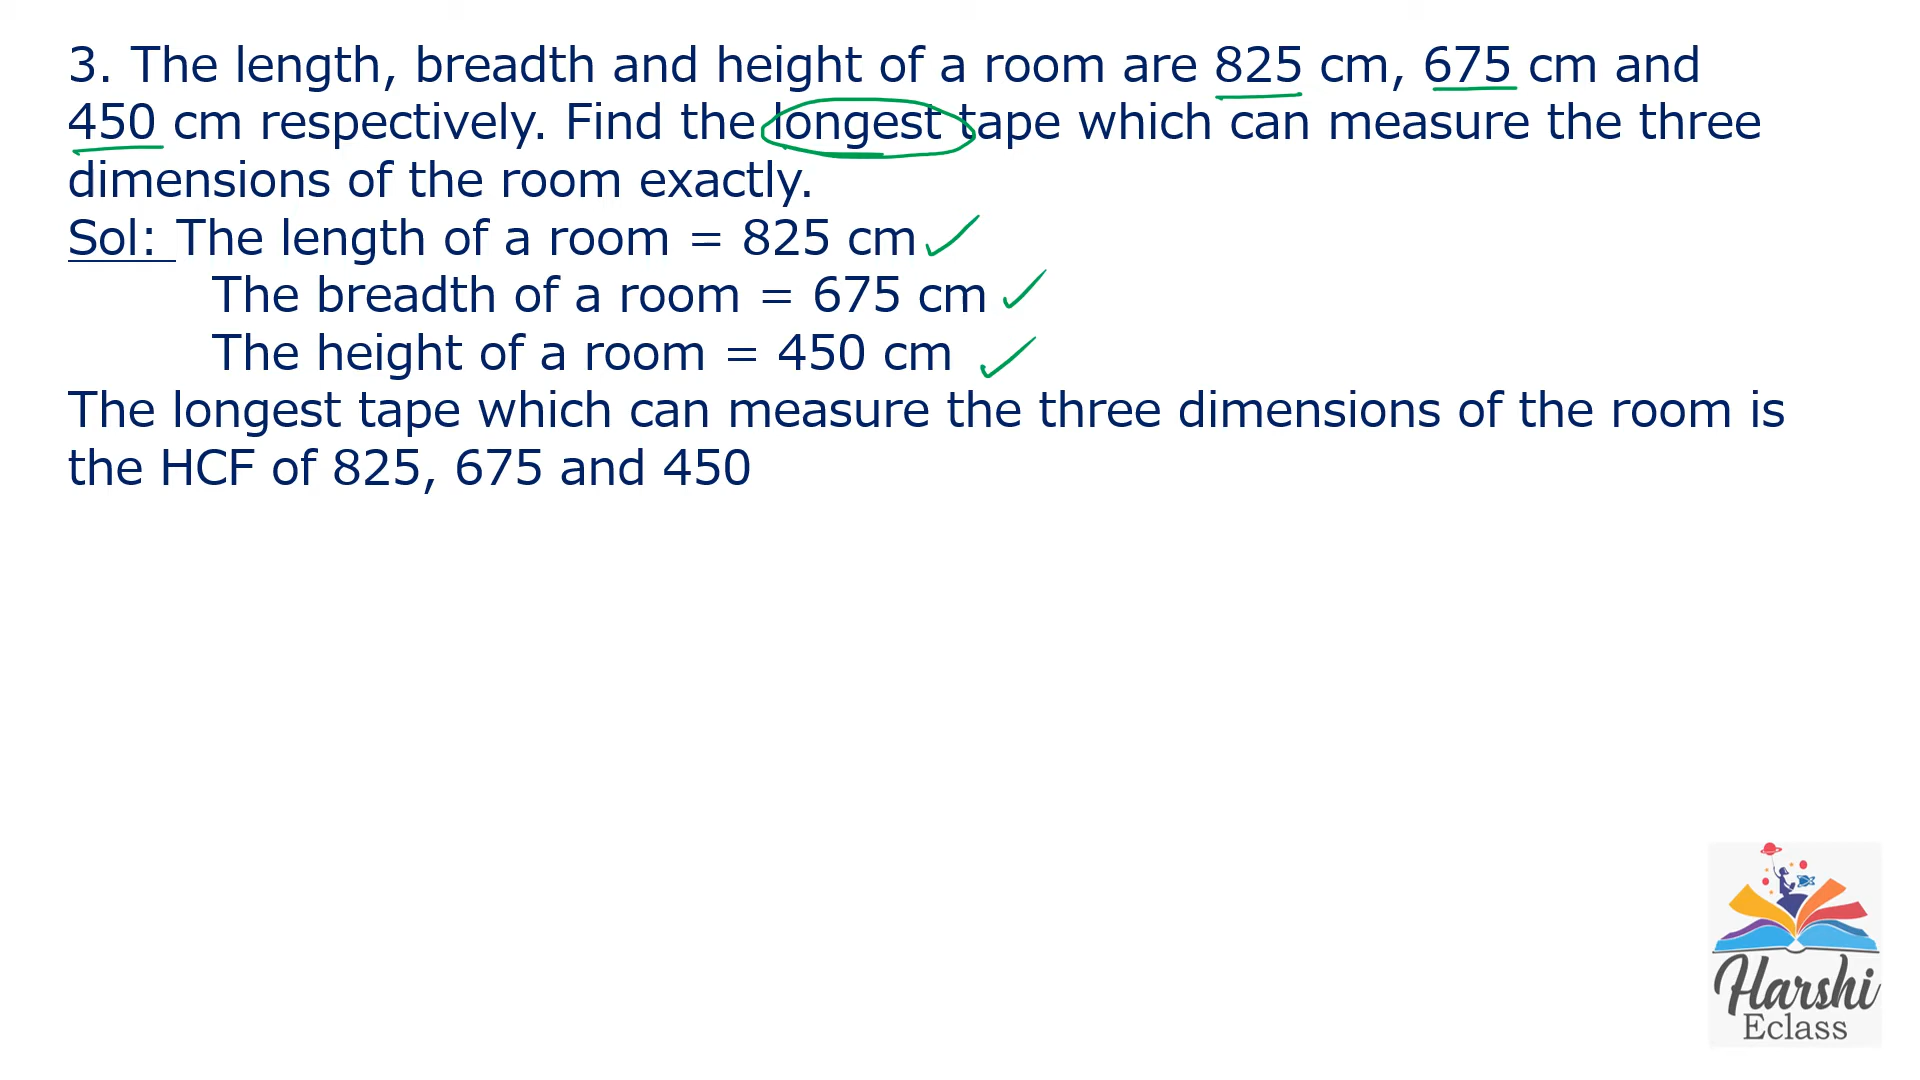 3. The length, breadth and height of a room are 825 cm, 675 cm and
450 cm respectively. Find the longest tape which can measure the three
dimensions of the room exactly.
Sol: The length of a room = 825 cm
The breadth of a room = 675 cm
The height of a room = 450 cm
The longest tape which can measure the three dimensions of the room is
the HCF of 825, 675 and 450
Harshi
Eclass